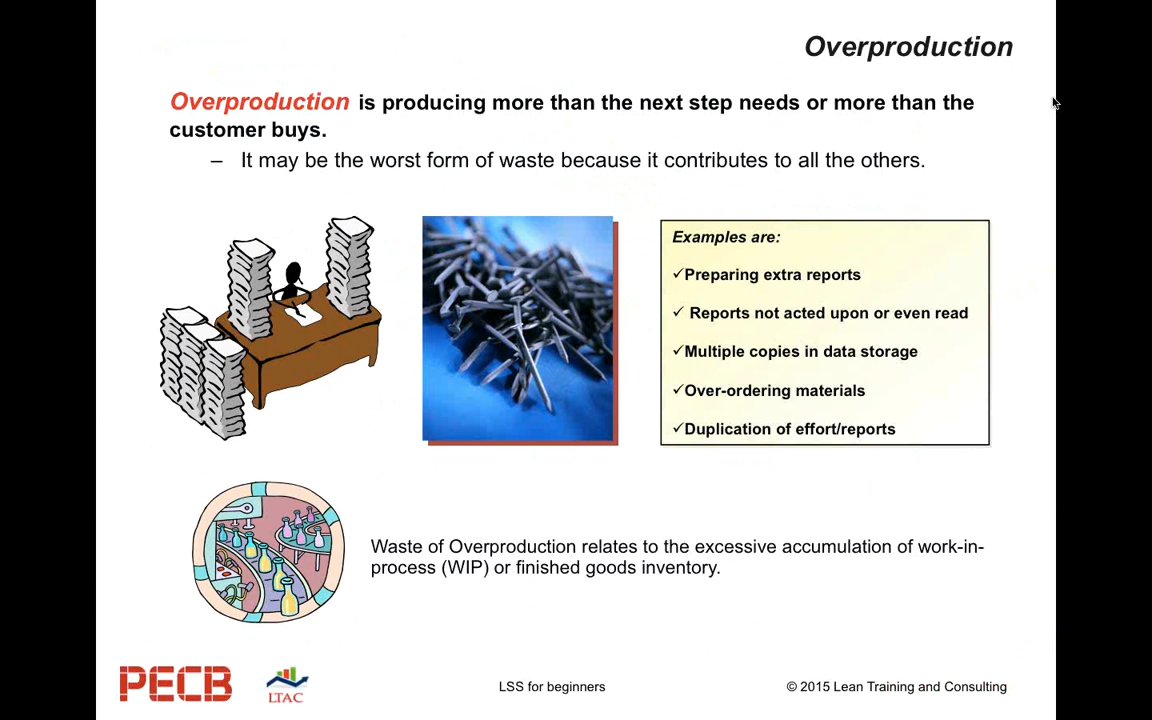 Overproduction
Overproduction is producing more than the next step needs or more than the
customer buys.
– It may be the worst form of waste because it contributes to all the others.
Examples are:
✓Preparing extra reports
✓ Reports not acted upon or even read
✓Multiple copies in data storage
✓Over-ordering materials
✓Duplication of effort/reports
Waste of Overproduction relates to the excessive accumulation of work-in-
process (WIP) or finished goods inventory.
PECB
LTAC
LSS for beginners
© 2015 Lean Training and Consulting